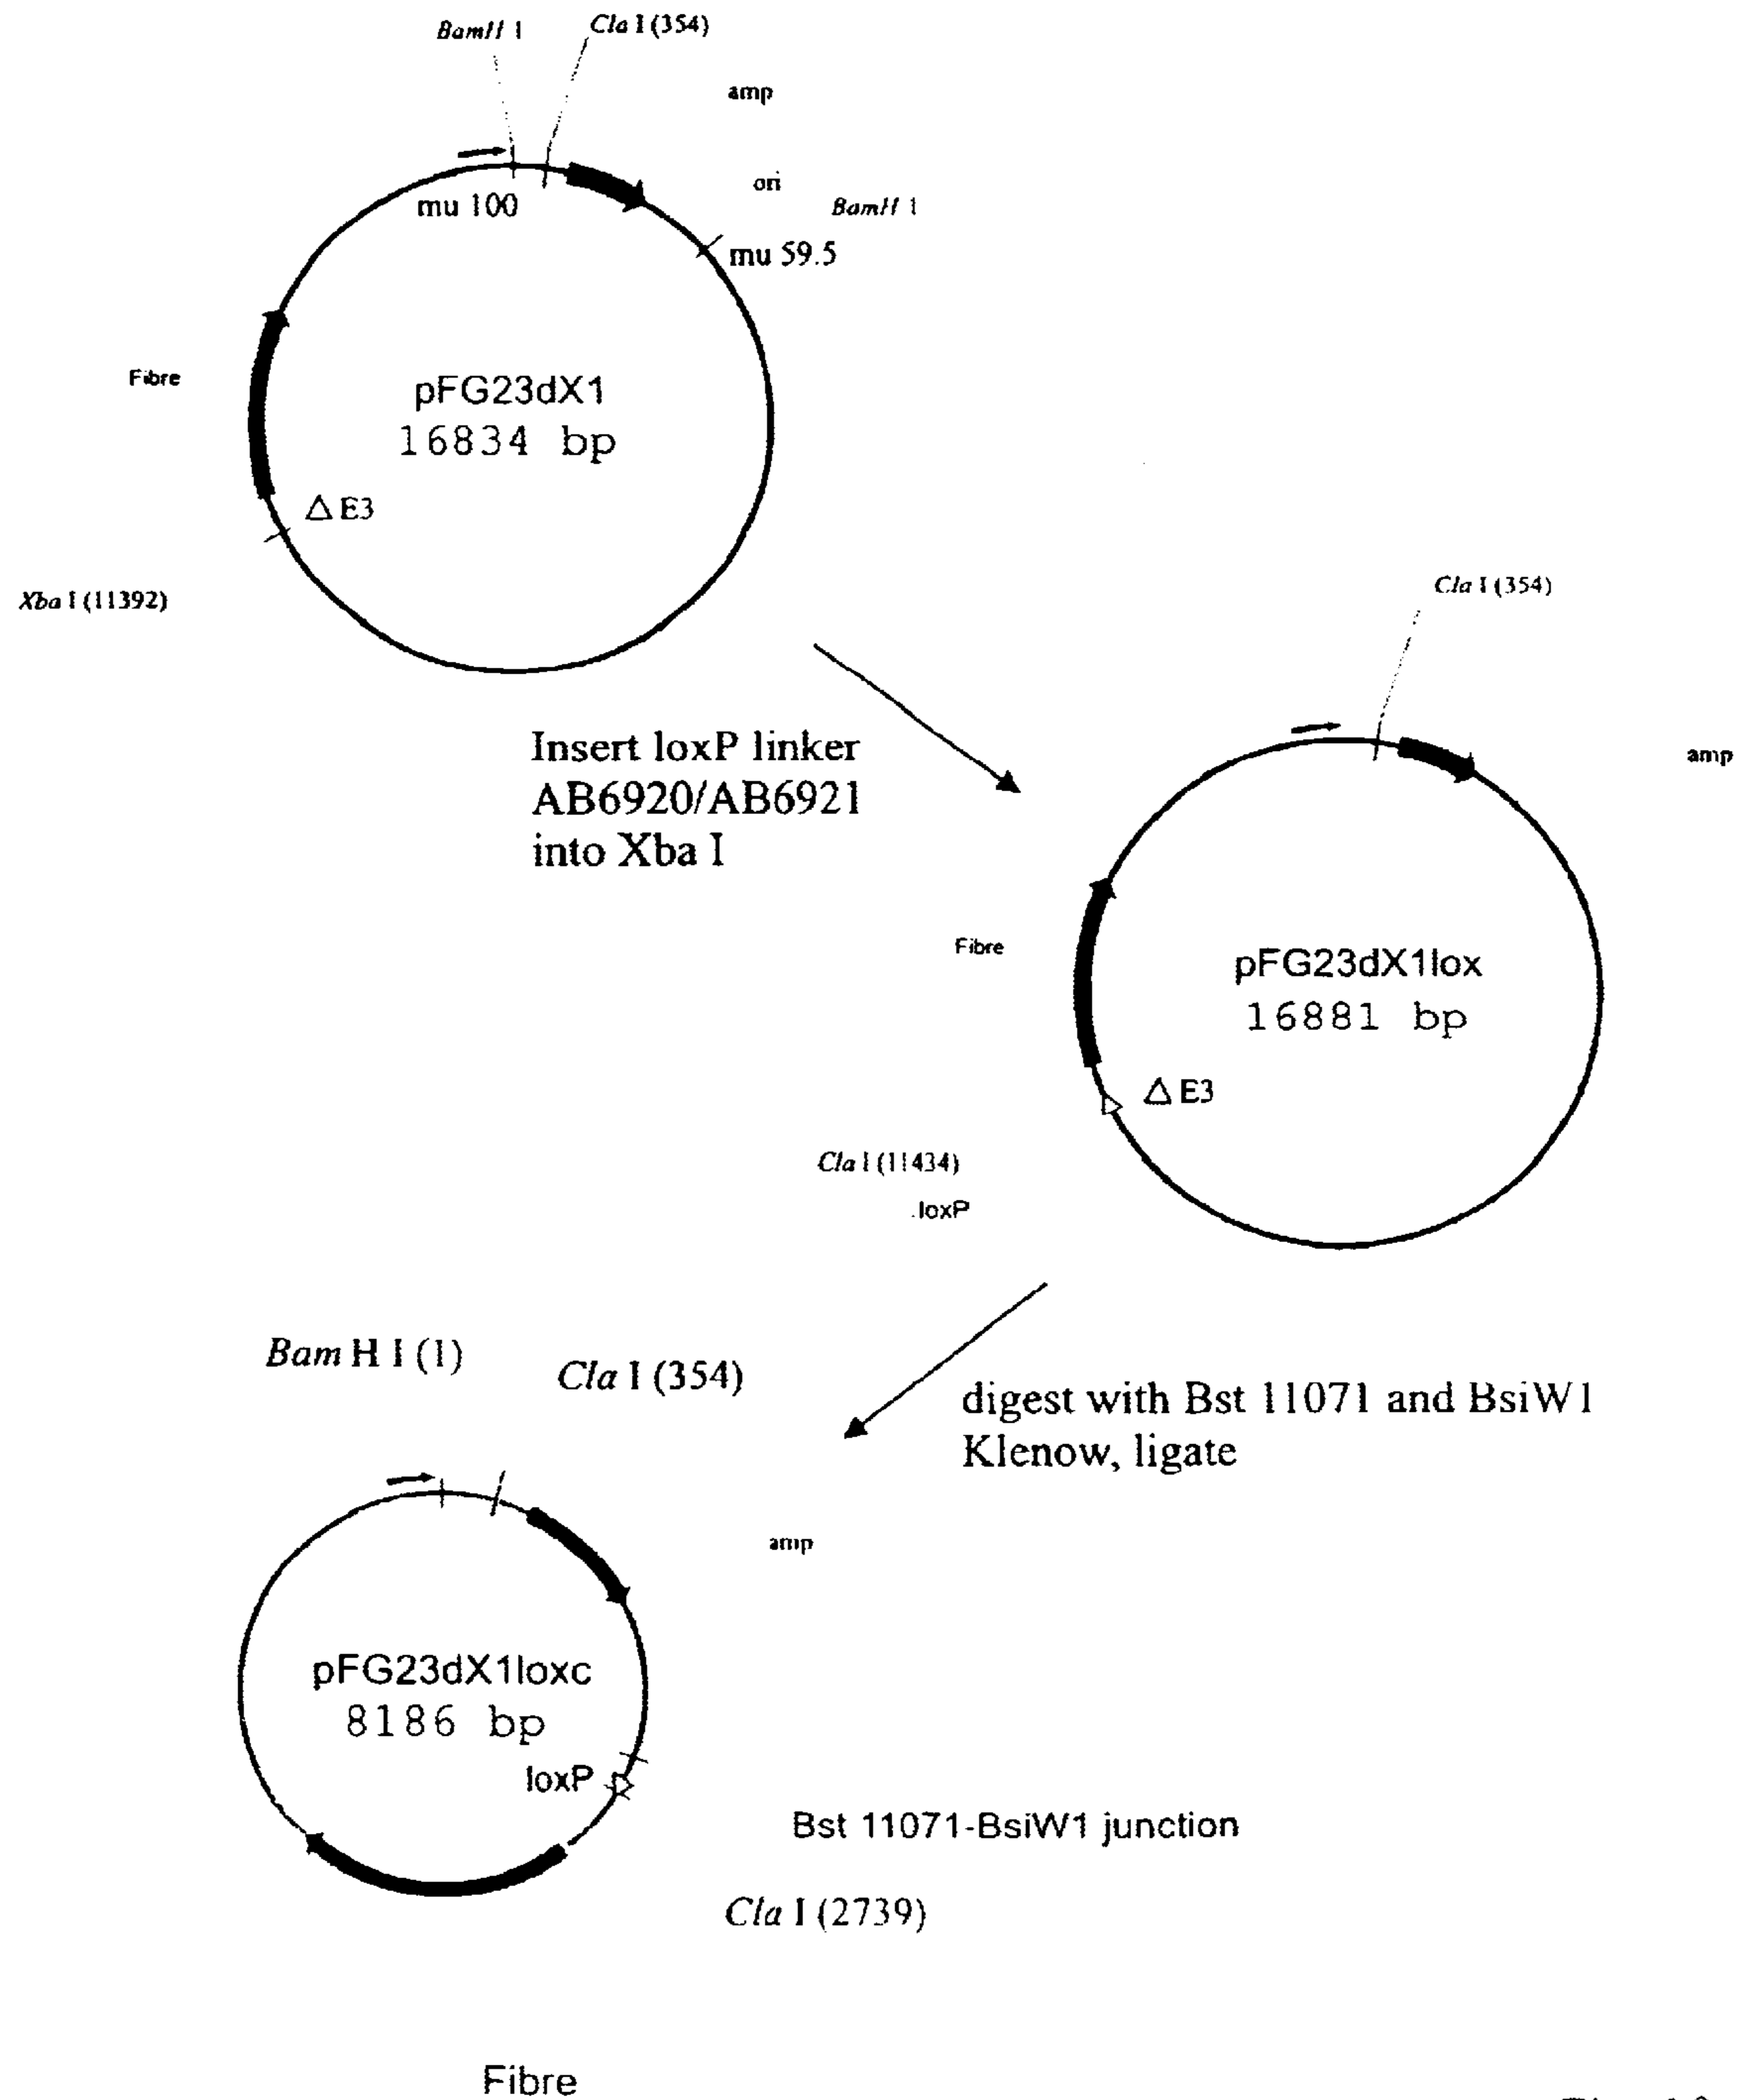 BamH I
Cla I (354)
amp
ori
BamH I
mu 100
mu 59.5
Fibre
pFG23dX1
16834 bp
Δ E3
Xba I (11392)
Cla I (354)
Insert loxP linker
AB6920/AB6921
into Xba I
amp
Fibre
pFG23dX1lox
16881 bp
Δ E3
Cla I (11434)
loxP
Bam H I (1)
Cla I (354)
digest with Bst 11071 and BsiW1
Klenow, ligate
amp
pFG23dX1loxc
8186 bp
loxP
Bst 11071-BsiW1 junction
Cla I (2739)
Fibre